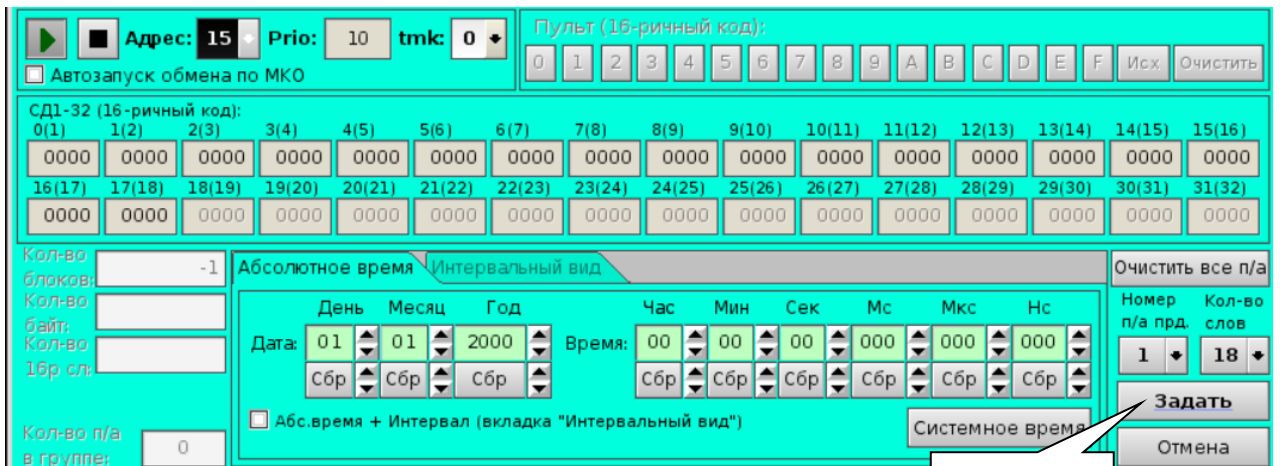 Адрес: 15 Prio: 10 tmk: 0
Автозапуск обмена по МКО
Пульт (16-ричный код):
0 1 2 3 4 5 6 7 8 9 A B C D E F Исх Очистить
СД1-32 (16-ричный код):
0(1) 1(2) 2(3) 3(4) 4(5) 5(6) 6(7) 7(8) 8(9) 9(10) 10(11) 11(12) 12(13) 13(14) 14(15) 15(16)
0000 0000 0000 0000 0000 0000 0000 0000 0000 0000 0000 0000 0000 0000 0000 0000
16(17) 17(18) 18(19) 19(20) 20(21) 21(22) 22(23) 23(24) 24(25) 25(26) 26(27) 27(28) 28(29) 29(30) 30(31) 31(32)
0000 0000 0000 0000 0000 0000 0000 0000 0000 0000 0000 0000 0000 0000 0000 0000
Кол-во
блоков: -1
Кол-во
байт:
Кол-во
16р сл:
Кол-во п/а
в группе: 0
Абсолютное время Интервальный вид
День Месяц Год Час Мин Сек Мс Мкс Нс
Дата: 01 01 2000 Время: 00 00 00 000 000 000
Сбр Сбр Сбр Сбр Сбр Сбр Сбр Сбр Сбр
Абс.время + Интервал (вкладка "Интервальный вид")
Системное время
Очистить все п/а
Номер Кол-во
п/а прд. слов
1 18
Задать
Отмена